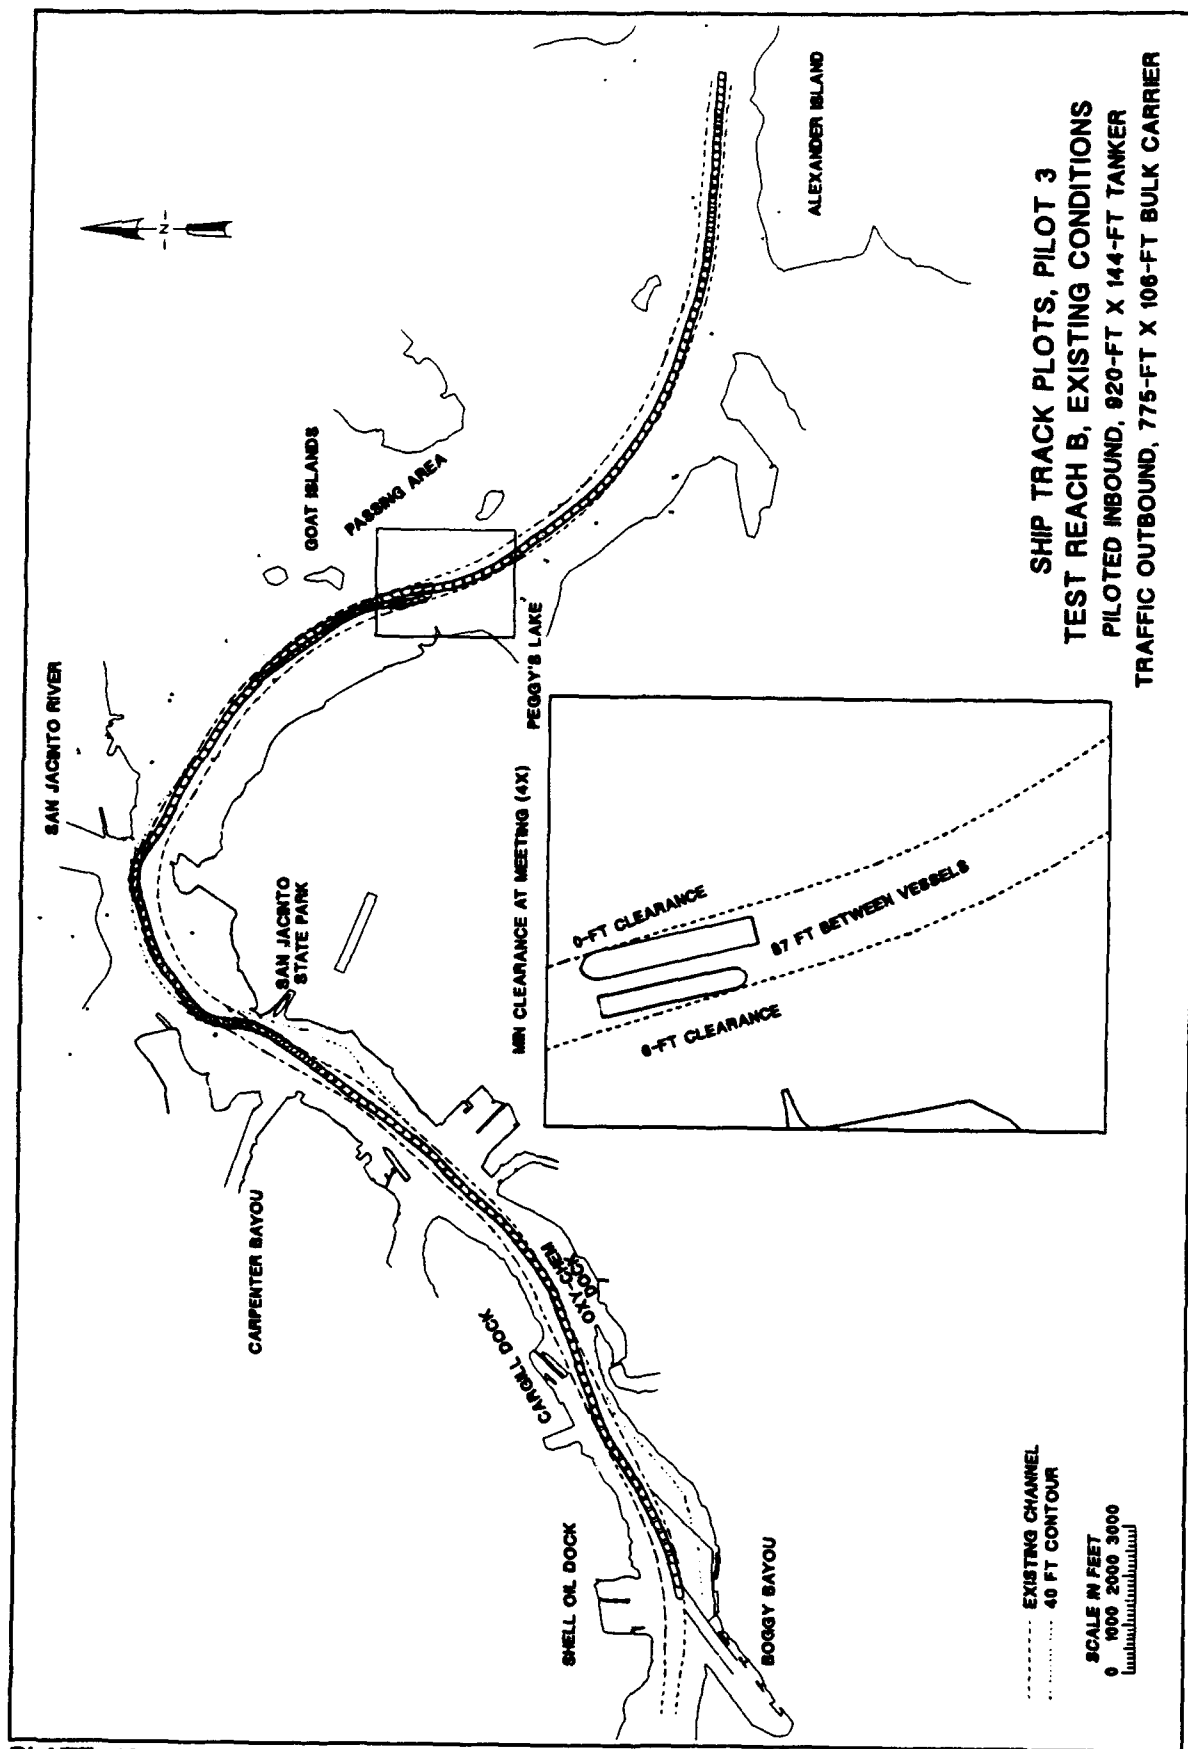 SAN JACINTO RIVER
GOAT ISLANDS
PASSING AREA
N
ALEXANDER ISLAND
SAN JACINTO
STATE PARK
PEGGY'S LAKE
CARPENTER BAYOU
CARGILL DOCK
OXY-CHEM
DOCK
SHELL OIL DOCK
BOGGY BAYOU
MIN CLEARANCE AT MEETING (4X)
0-FT CLEARANCE
87 FT BETWEEN VESSELS
6-FT CLEARANCE
EXISTING CHANNEL
40 FT CONTOUR
SCALE IN FEET
0 1000 2000 3000
SHIP TRACK PLOTS, PILOT 3
TEST REACH B, EXISTING CONDITIONS
PILOTED INBOUND, 920-FT X 144-FT TANKER
TRAFFIC OUTBOUND, 775-FT X 106-FT BULK CARRIER